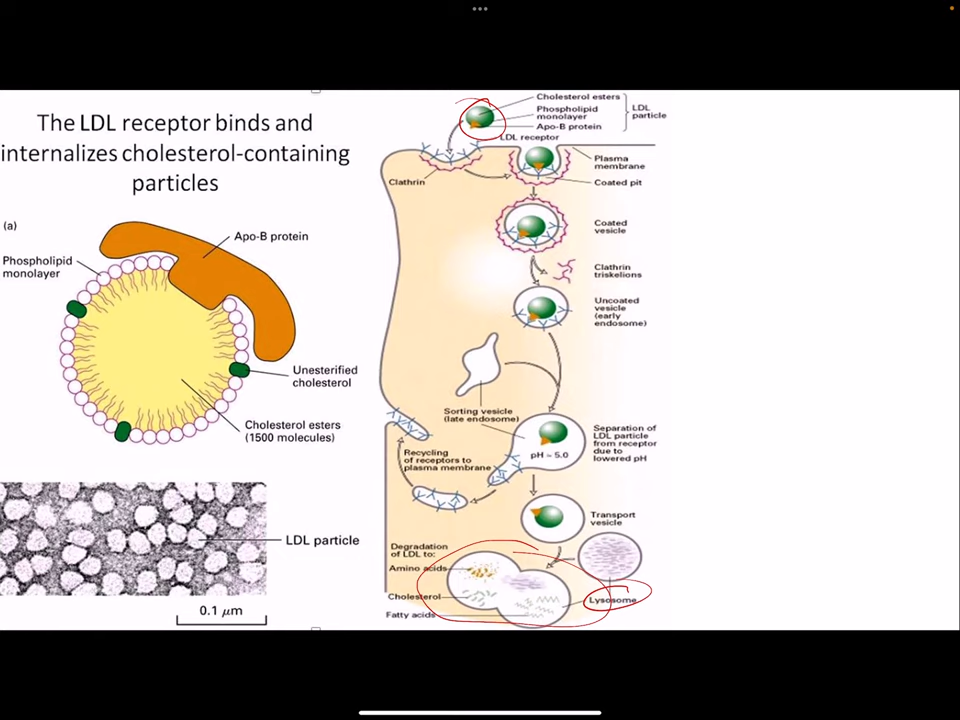 The LDL receptor binds and
internalizes cholesterol-containing
particles
(a)
Apo-B protein
Phospholipid
monolayer
Unesterified
cholesterol
Cholesterol esters
(1500 molecules)
LDL particle
0.1 µm
Cholesterol esters
Phospholipid
monolayer
Apo-B protein
LDL
particle
LDL receptor
Plasma
membrane
Clathrin
Coated pit
Coated
vesicle
Clathrin
triskelions
Uncoated
vesicle (early
endosome)
Sorting vesicle
(late endosome)
Separation of
LDL particle
from receptor
due to
lowered pH
pH ≈ 5.0
Recycling
of receptors to
plasma membrane
Transport
vesicle
Degradation
of LDL to:
Amino acids
Cholesterol
Fatty acids
Lysosome